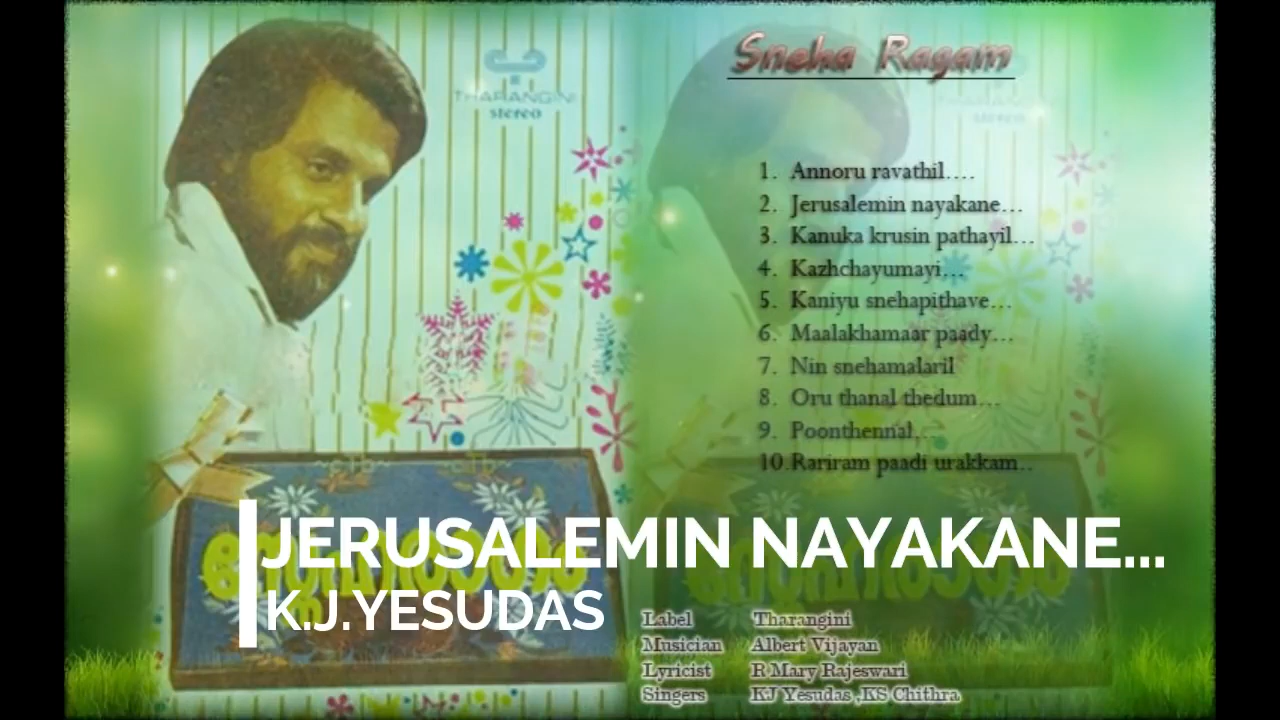 THARANGINI
stereo
Sneha Ragam
1. Annoru ravathil....
2. Jerusalemin nayakane...
3. Kanuka krusin pathayil...
4. Kazhchayumayi...
5. Kaniyu snehapithave...
6. Maalakhamaar paady...
7. Nin snehamalaril
8. Oru thanal thedum...
9. Poonthennal...
10. Rariram paadi urakkam..
സ്നേഹരാഗം
JERUSALEMIN NAYAKANE...
K.J.YESUDAS
Label Tharangini
Musician Albert Vijayan
Lyricist R Mary Rajeswari
Singers KJ Yesudas ,KS Chithra